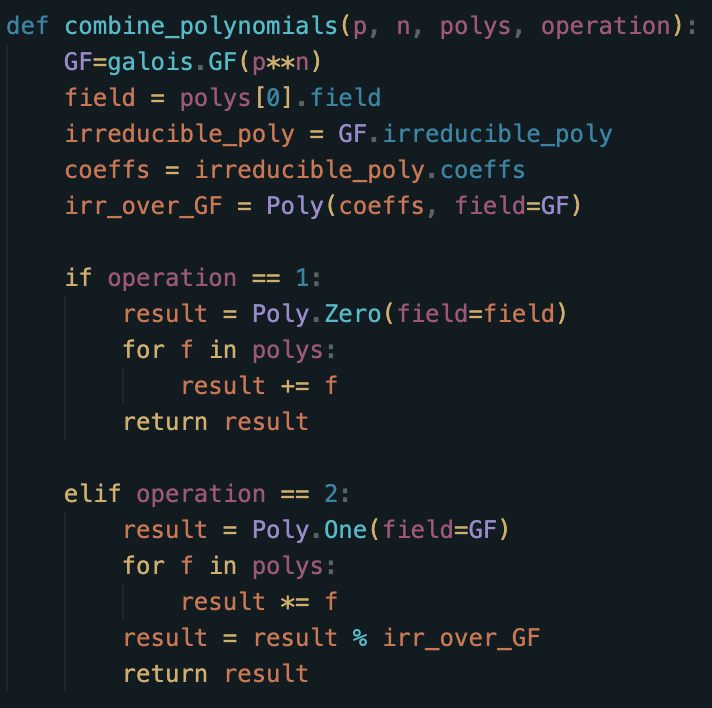 def combine_polynomials(p, n, polys, operation):
    GF=galois.GF(p**n)
    field = polys[0].field
    irreducible_poly = GF.irreducible_poly
    coeffs = irreducible_poly.coeffs
    irr_over_GF = Poly(coeffs, field=GF)

    if operation == 1:
        result = Poly.Zero(field=field)
        for f in polys:
            result += f
        return result

    elif operation == 2:
        result = Poly.One(field=GF)
        for f in polys:
            result *= f
        result = result % irr_over_GF
        return result